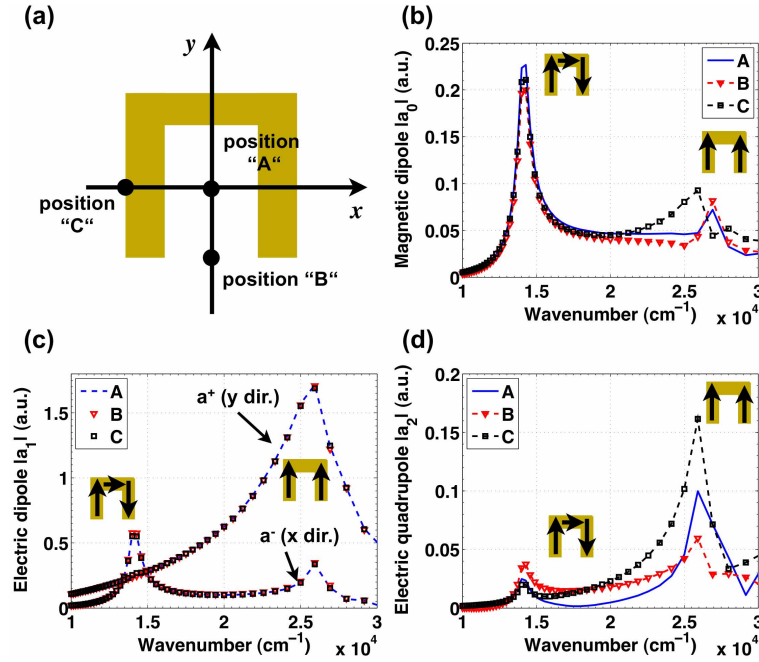 (a)
y
x
position
“A“
position
“C“
position “B“
(b)
Magnetic dipole |a0| (a.u.)
0.25
0.2
0.15
0.1
0.05
0
1
1.5
2
2.5
3
Wavenumber (cm-1)
x 10^4
A
B
C
(c)
Electric dipole |a1| (a.u.)
1.5
1
0.5
0
1
1.5
2
2.5
3
Wavenumber (cm-1)
x 10^4
A
B
C
a+ (y dir.)
a- (x dir.)
(d)
Electric quadrupole |a2| (a.u.)
0.2
0.15
0.1
0.05
0
1
1.5
2
2.5
3
Wavenumber (cm-1)
x 10^4
A
B
C